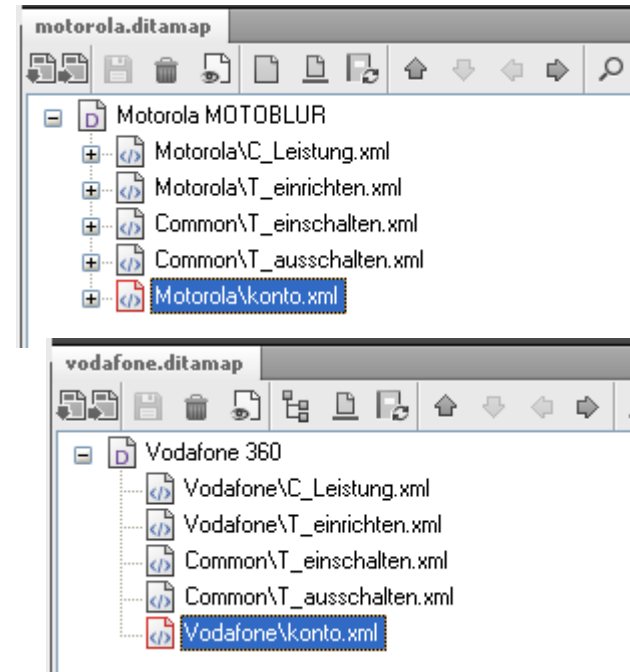 motorola.ditamap
Motorola MOTOBLUR
Motorola\C_Leistung.xml
Motorola\T_einrichten.xml
Common\T_einschalten.xml
Common\T_ausschalten.xml
Motorola\konto.xml
vodafone.ditamap
Vodafone 360
Vodafone\C_Leistung.xml
Vodafone\T_einrichten.xml
Common\T_einschalten.xml
Common\T_ausschalten.xml
Vodafone\konto.xml